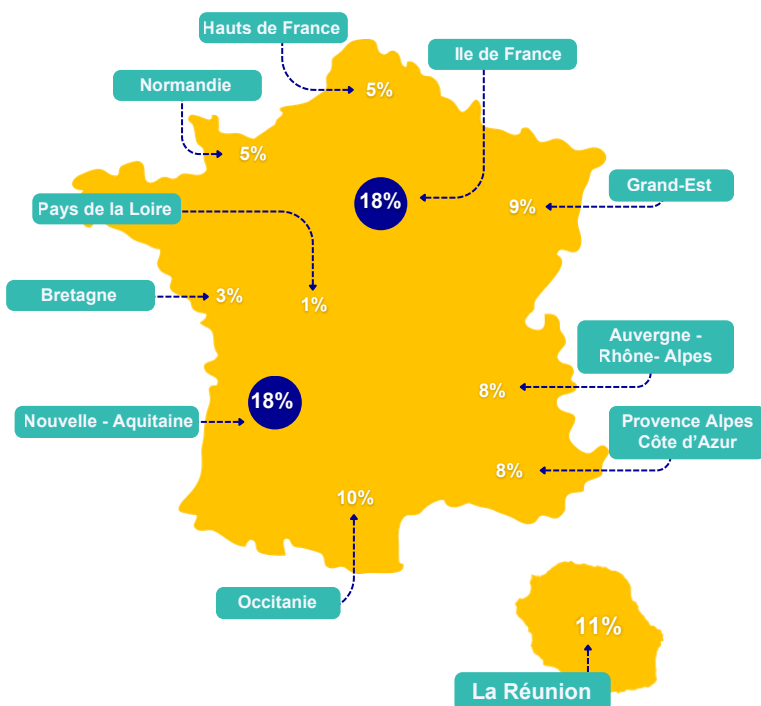 Hauts de France
Ile de France
Normandie
5%
5%
Grand-Est
Pays de la Loire
18%
9%
Bretagne
3%
1%
Auvergne -
Rhône- Alpes
8%
18%
Nouvelle - Aquitaine
Provence Alpes
Côte d'Azur
8%
10%
Occitanie
11%
La Réunion